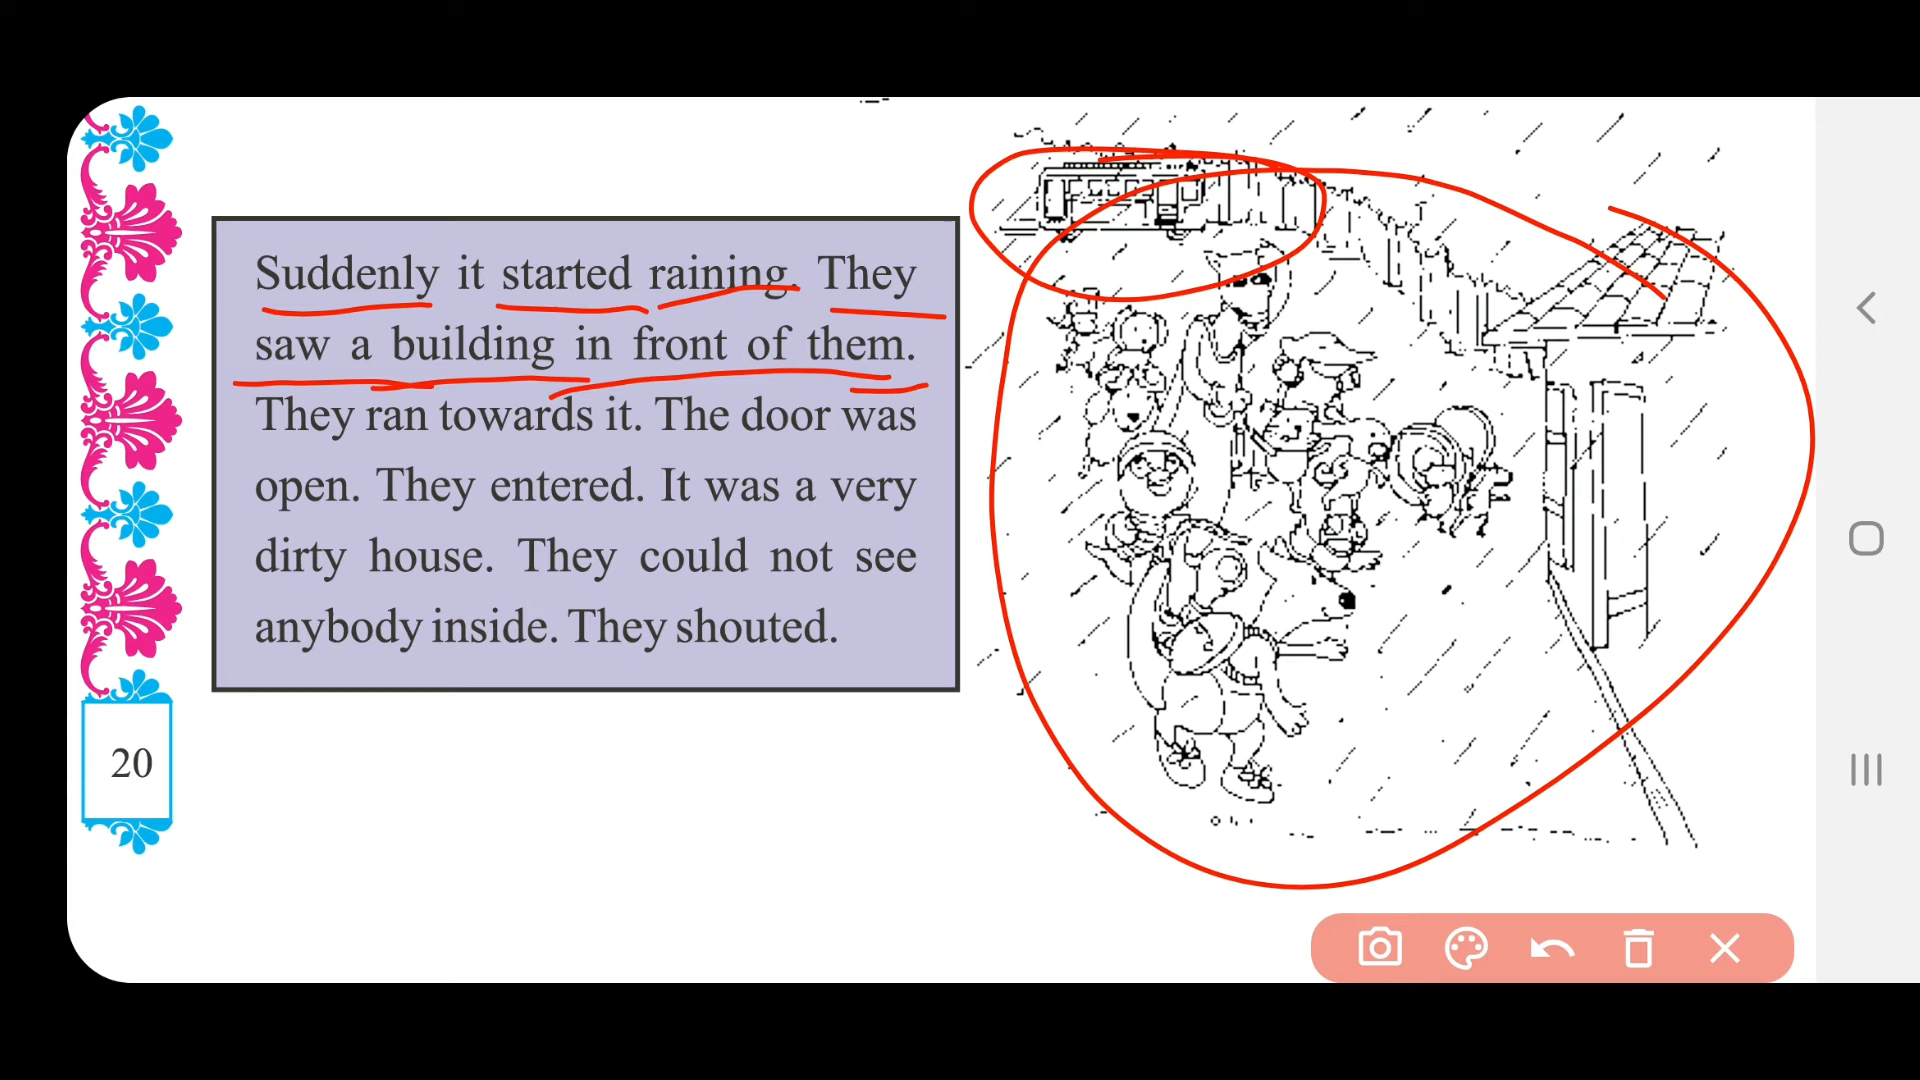 Suddenly it started raining. They
saw a building in front of them.
They ran towards it. The door was
open. They entered. It was a very
dirty house. They could not see
anybody inside. They shouted.
20